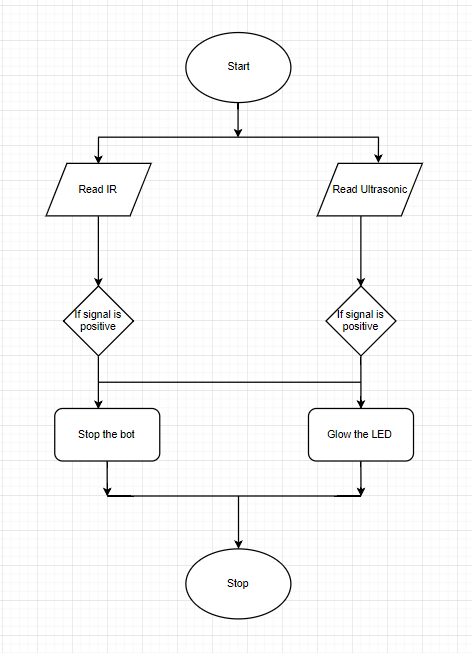 Start
Read IR
Read Ultrasonic
If signal is
positive
If signal is
positive
Stop the bot
Glow the LED
Stop